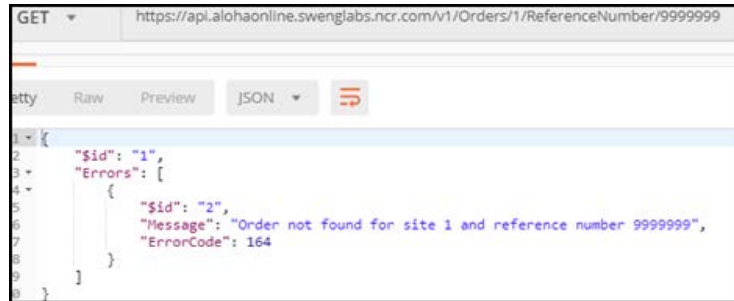 GET https://api.alohaonline.swenglabs.ncr.com/v1/Orders/1/ReferenceNumber/9999999
etty Raw Preview JSON
1 {
2 "$id": "1",
3 "Errors": [
4 {
5 "$id": "2",
6 "Message": "Order not found for site 1 and reference number 9999999",
7 "ErrorCode": 164
8 }
9 ]
0 }